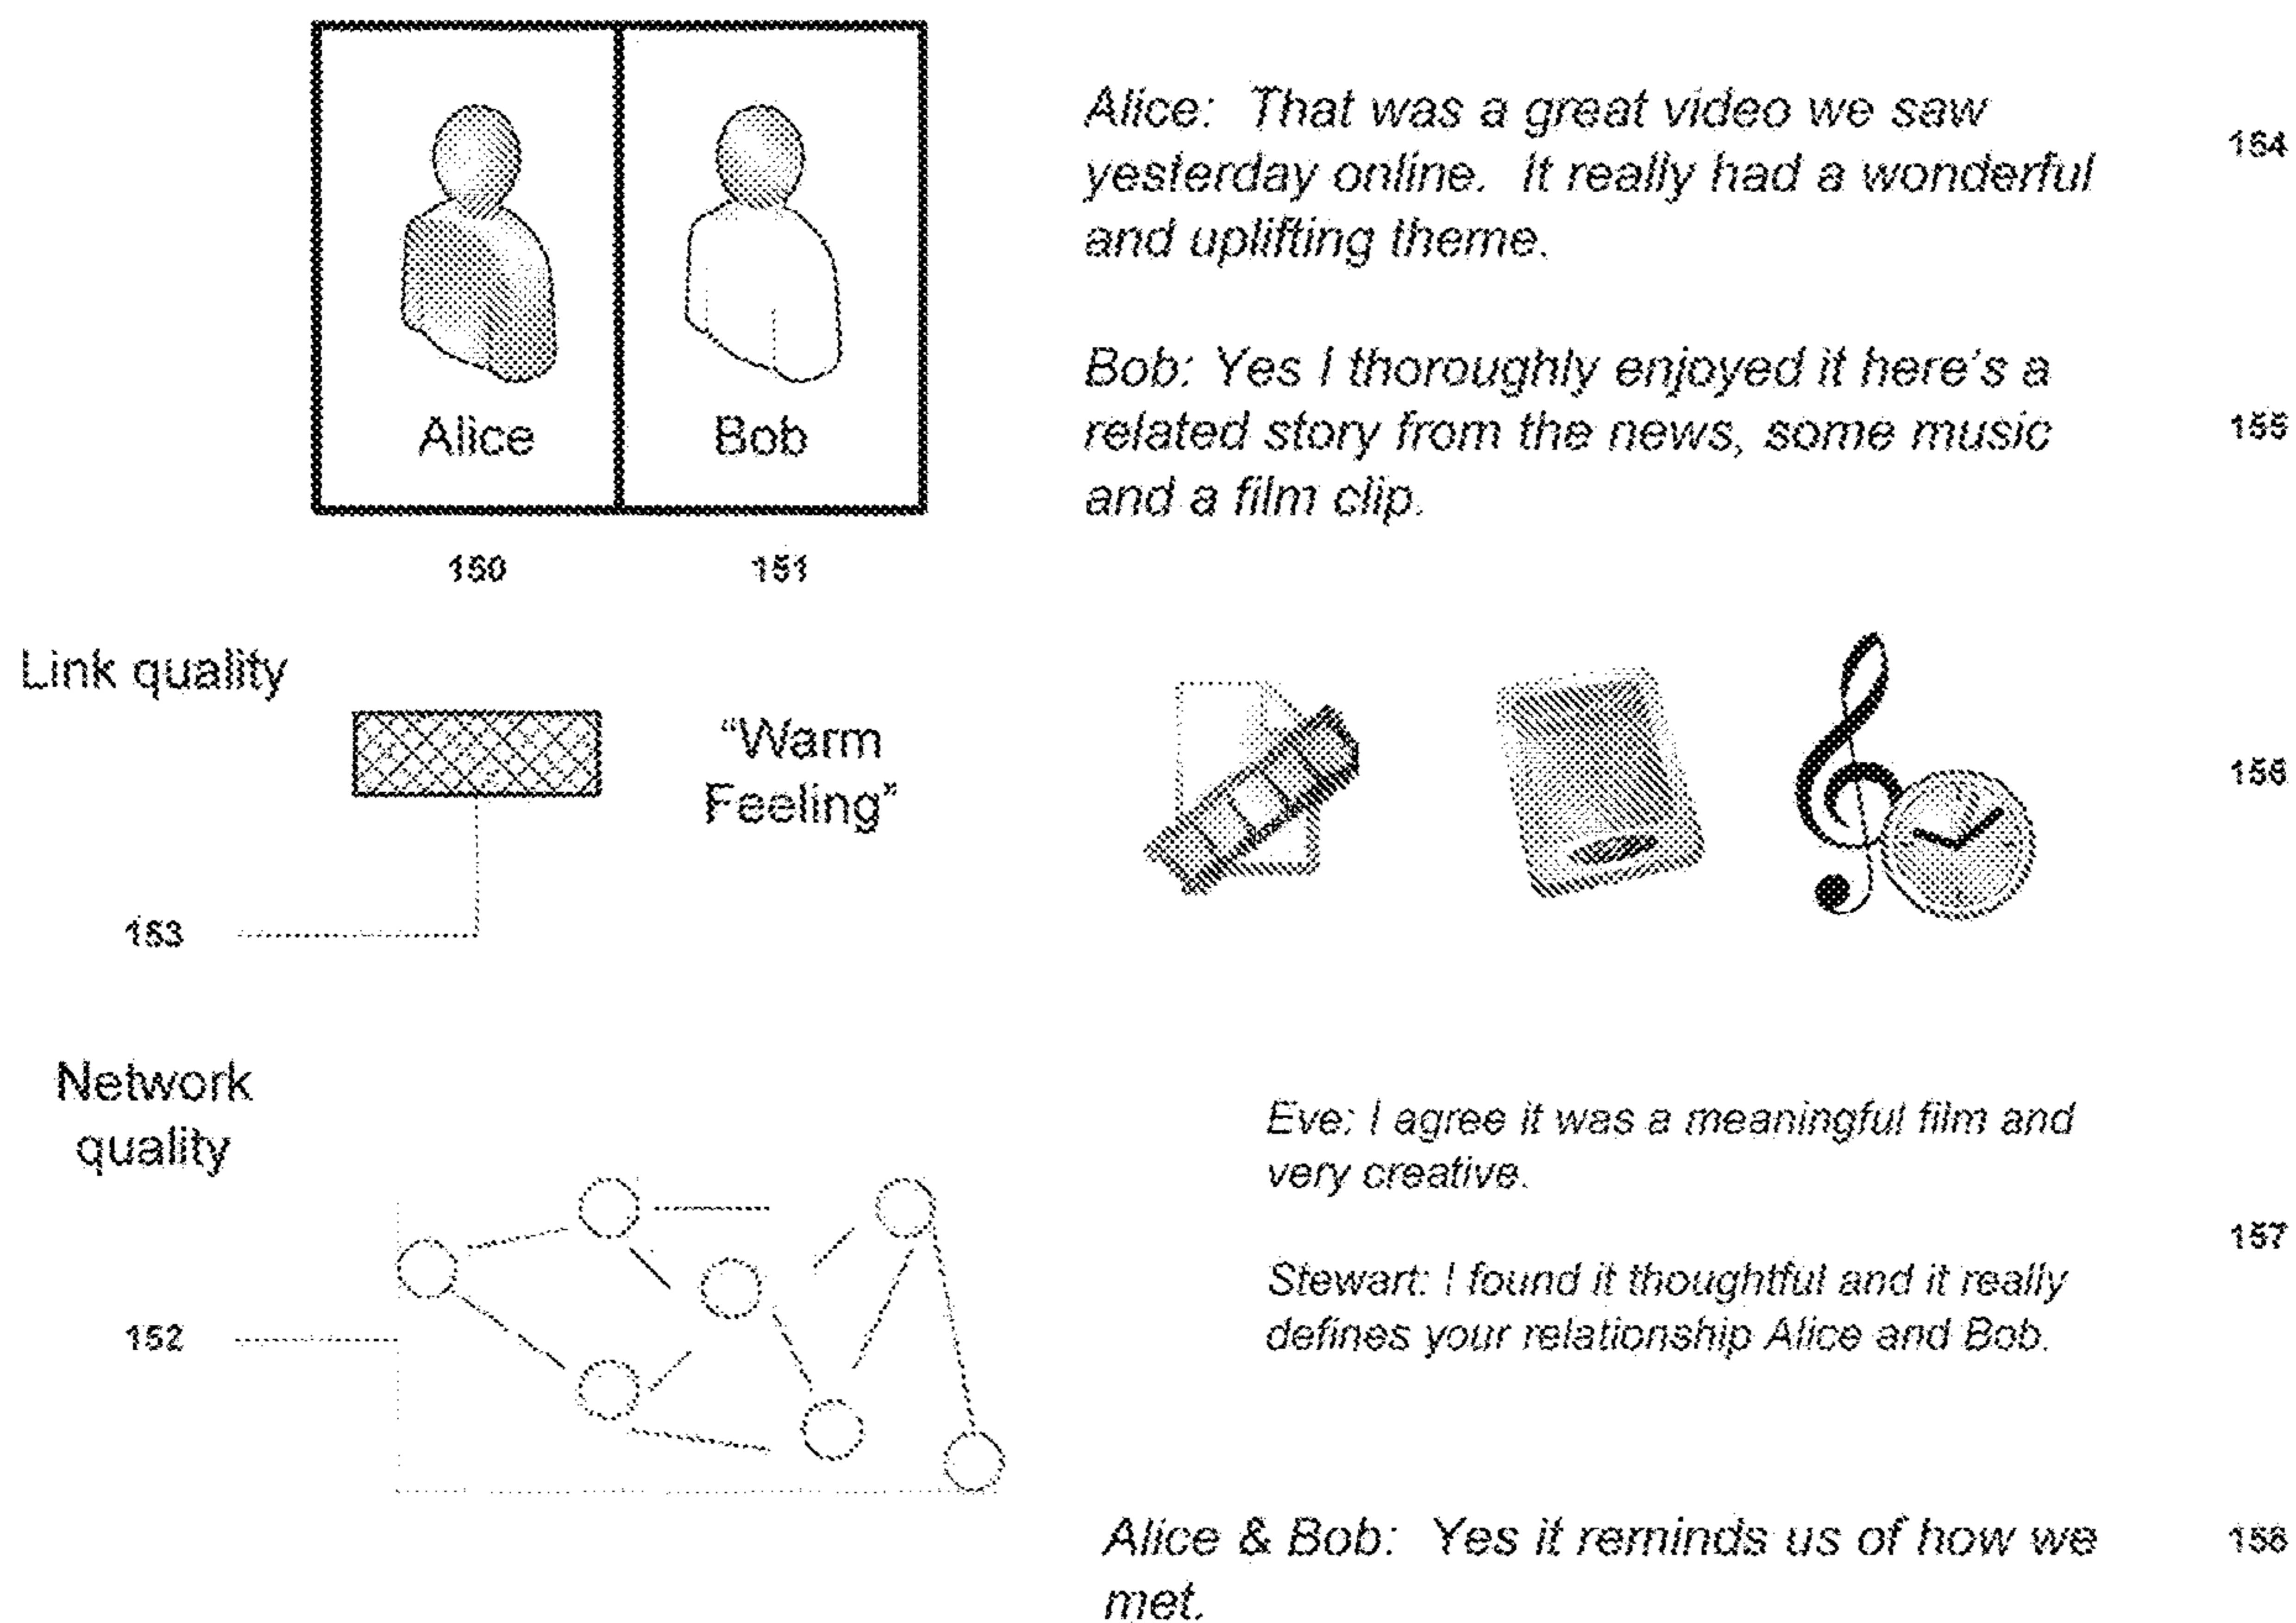 Alice: That was a great video we saw
yesterday online. It really had a wonderful
and uplifting theme.
154
Bob: Yes I thoroughly enjoyed it here's a
related story from the news, some music
and a film clip.
155
Alice
Bob
150
151
Link quality
"Warm
Feeling"
153
156
Network
quality
152
Eve: I agree it was a meaningful film and
very creative.
157
Stewart: I found it thoughtful and it really
defines your relationship Alice and Bob.
Alice & Bob: Yes it reminds us of how we
met.
158